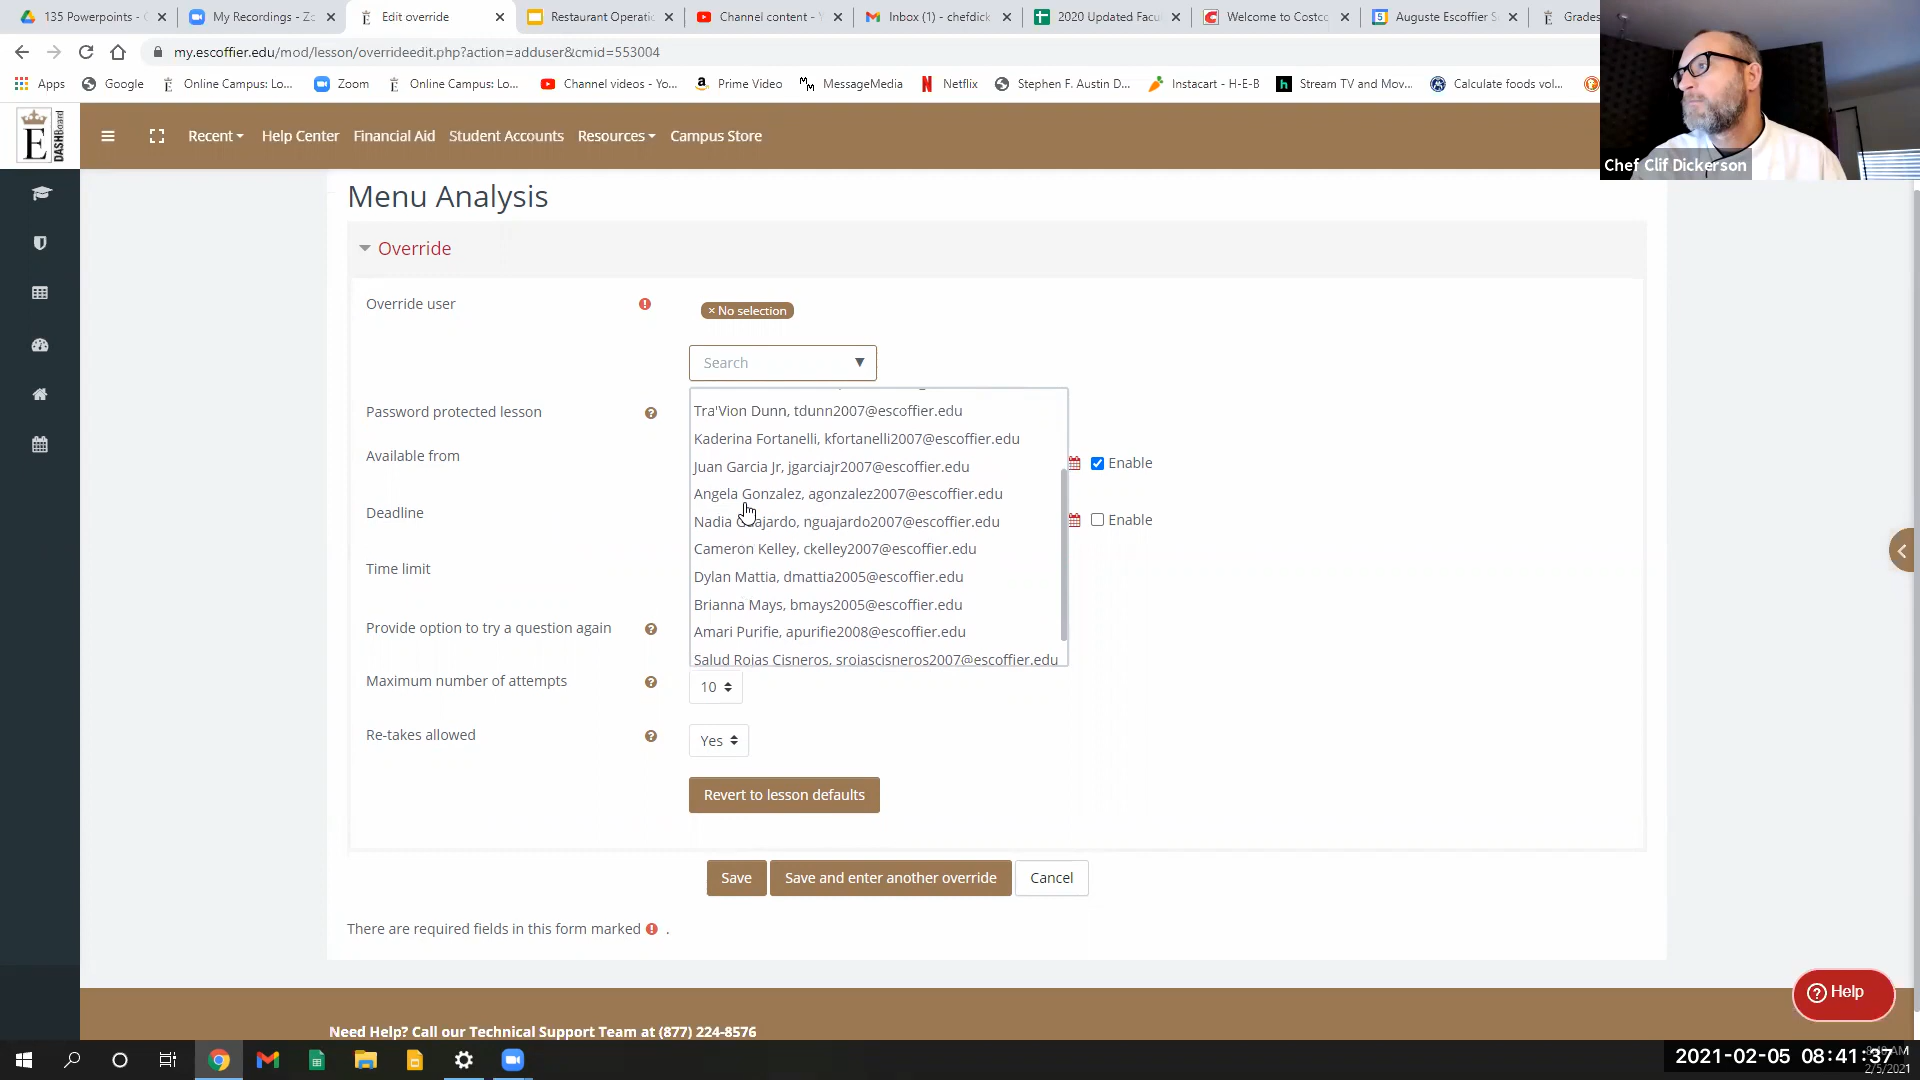 135 Powerpoints - G
My Recordings - Zo
Edit override
Restaurant Operatio
Channel content - Y
Inbox (1) - chefdick
2020 Updated Facu
Welcome to Costco
Auguste Escoffier S
Grades
my.escoffier.edu/mod/lesson/overrideedit.php?action=adduser&cmid=553004
Apps
Google
Online Campus: Lo...
Zoom
Online Campus: Lo...
Channel videos - Yo...
Prime Video
MessageMedia
Netflix
Stephen F. Austin D...
Instacart - H-E-B
Stream TV and Mov...
Calculate foods vol...
Chef Clif Dickerson
E DASHBoard
Recent
Help Center
Financial Aid
Student Accounts
Resources
Campus Store
Menu Analysis
Override
Override user
× No selection
Search
Password protected lesson
Tra'Vion Dunn, tdunn2007@escoffier.edu
Kaderina Fortanelli, kfortanelli2007@escoffier.edu
Available from
Enable
Juan Garcia Jr, jgarciajr2007@escoffier.edu
Angela Gonzalez, agonzalez2007@escoffier.edu
Deadline
Enable
Nadia Guajardo, nguajardo2007@escoffier.edu
Cameron Kelley, ckelley2007@escoffier.edu
Time limit
Dylan Mattia, dmattia2005@escoffier.edu
Brianna Mays, bmays2005@escoffier.edu
Provide option to try a question again
Amari Purifie, apurifie2008@escoffier.edu
Salud Rojas Cisneros, srojascisneros2007@escoffier.edu
Maximum number of attempts
10
Re-takes allowed
Yes
Revert to lesson defaults
Save
Save and enter another override
Cancel
There are required fields in this form marked .
Help
Need Help? Call our Technical Support Team at (877) 224-8576
2021-02-05 08:41:37
2/5/2021